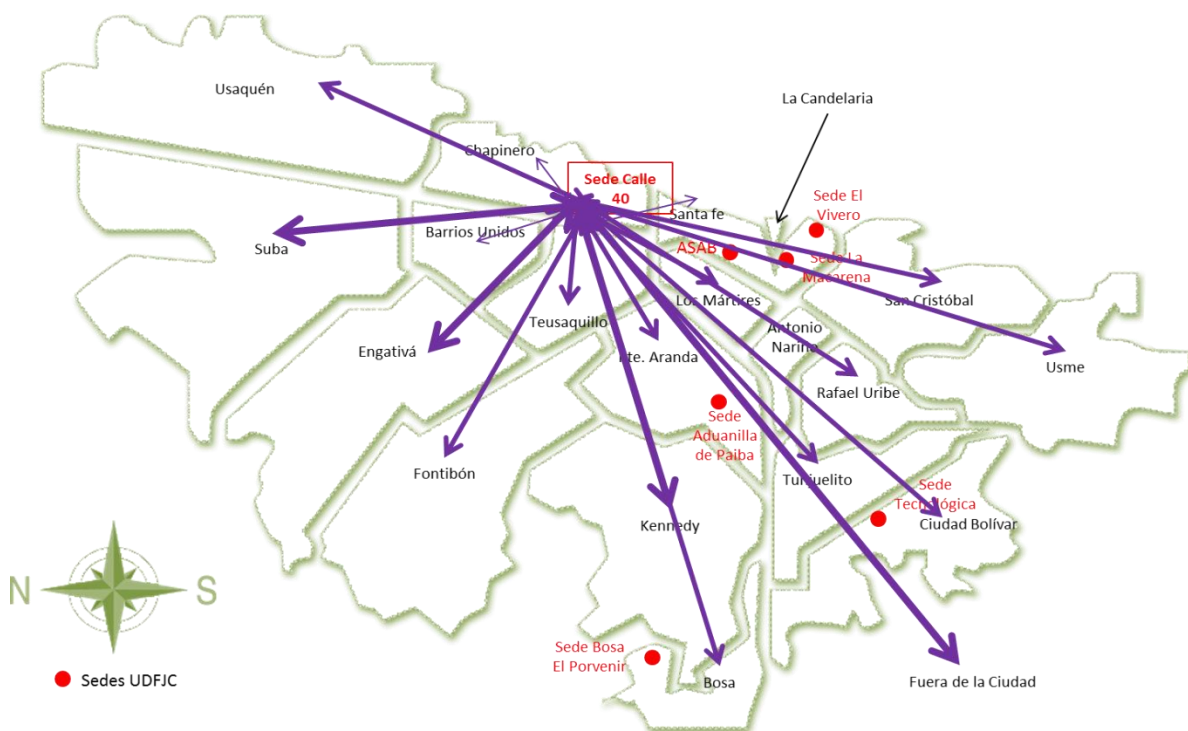 Usaquén
La Candelaria
Chapinero
Sede Calle
40
Sede El
Vivero
Santa fe
Barrios Unidos
Suba
ASAB
Sede La
Macarena
Los Mártires
San Cristóbal
Teusaquillo
Antonio
Nariño
Engativá
Pte. Aranda
Usme
Rafael Uribe
Sede
Aduanilla
de Paiba
Fontibón
Tunjuelito
Sede
Tecnológica
Kennedy
Ciudad Bolívar
N
S
Sede Bosa
El Porvenir
Sedes UDFJC
Bosa
Fuera de la Ciudad